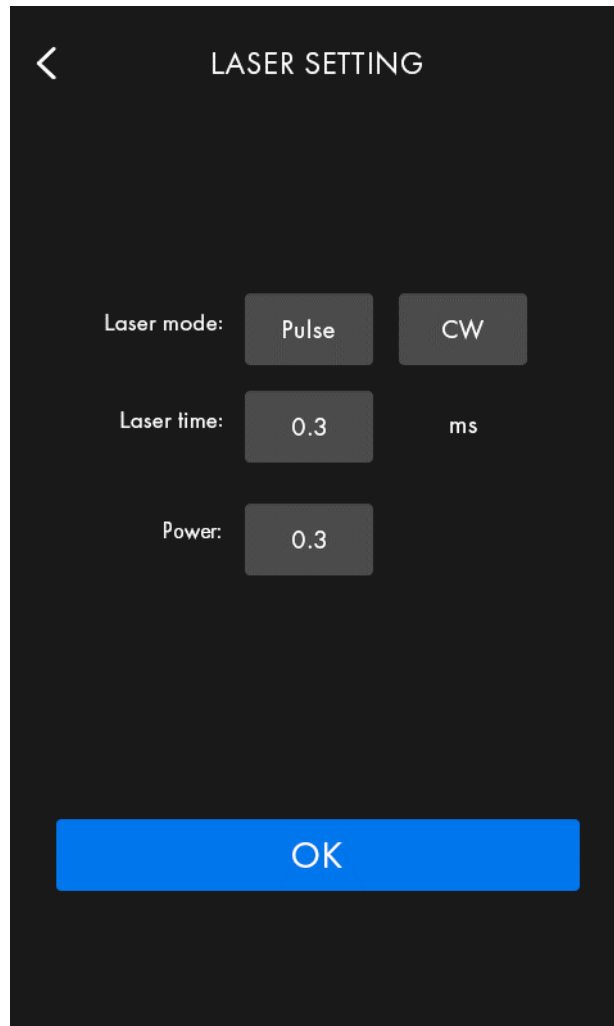 LASER SETTING
Laser mode: Pulse CW
Laser time: 0.3 ms
Power: 0.3
OK